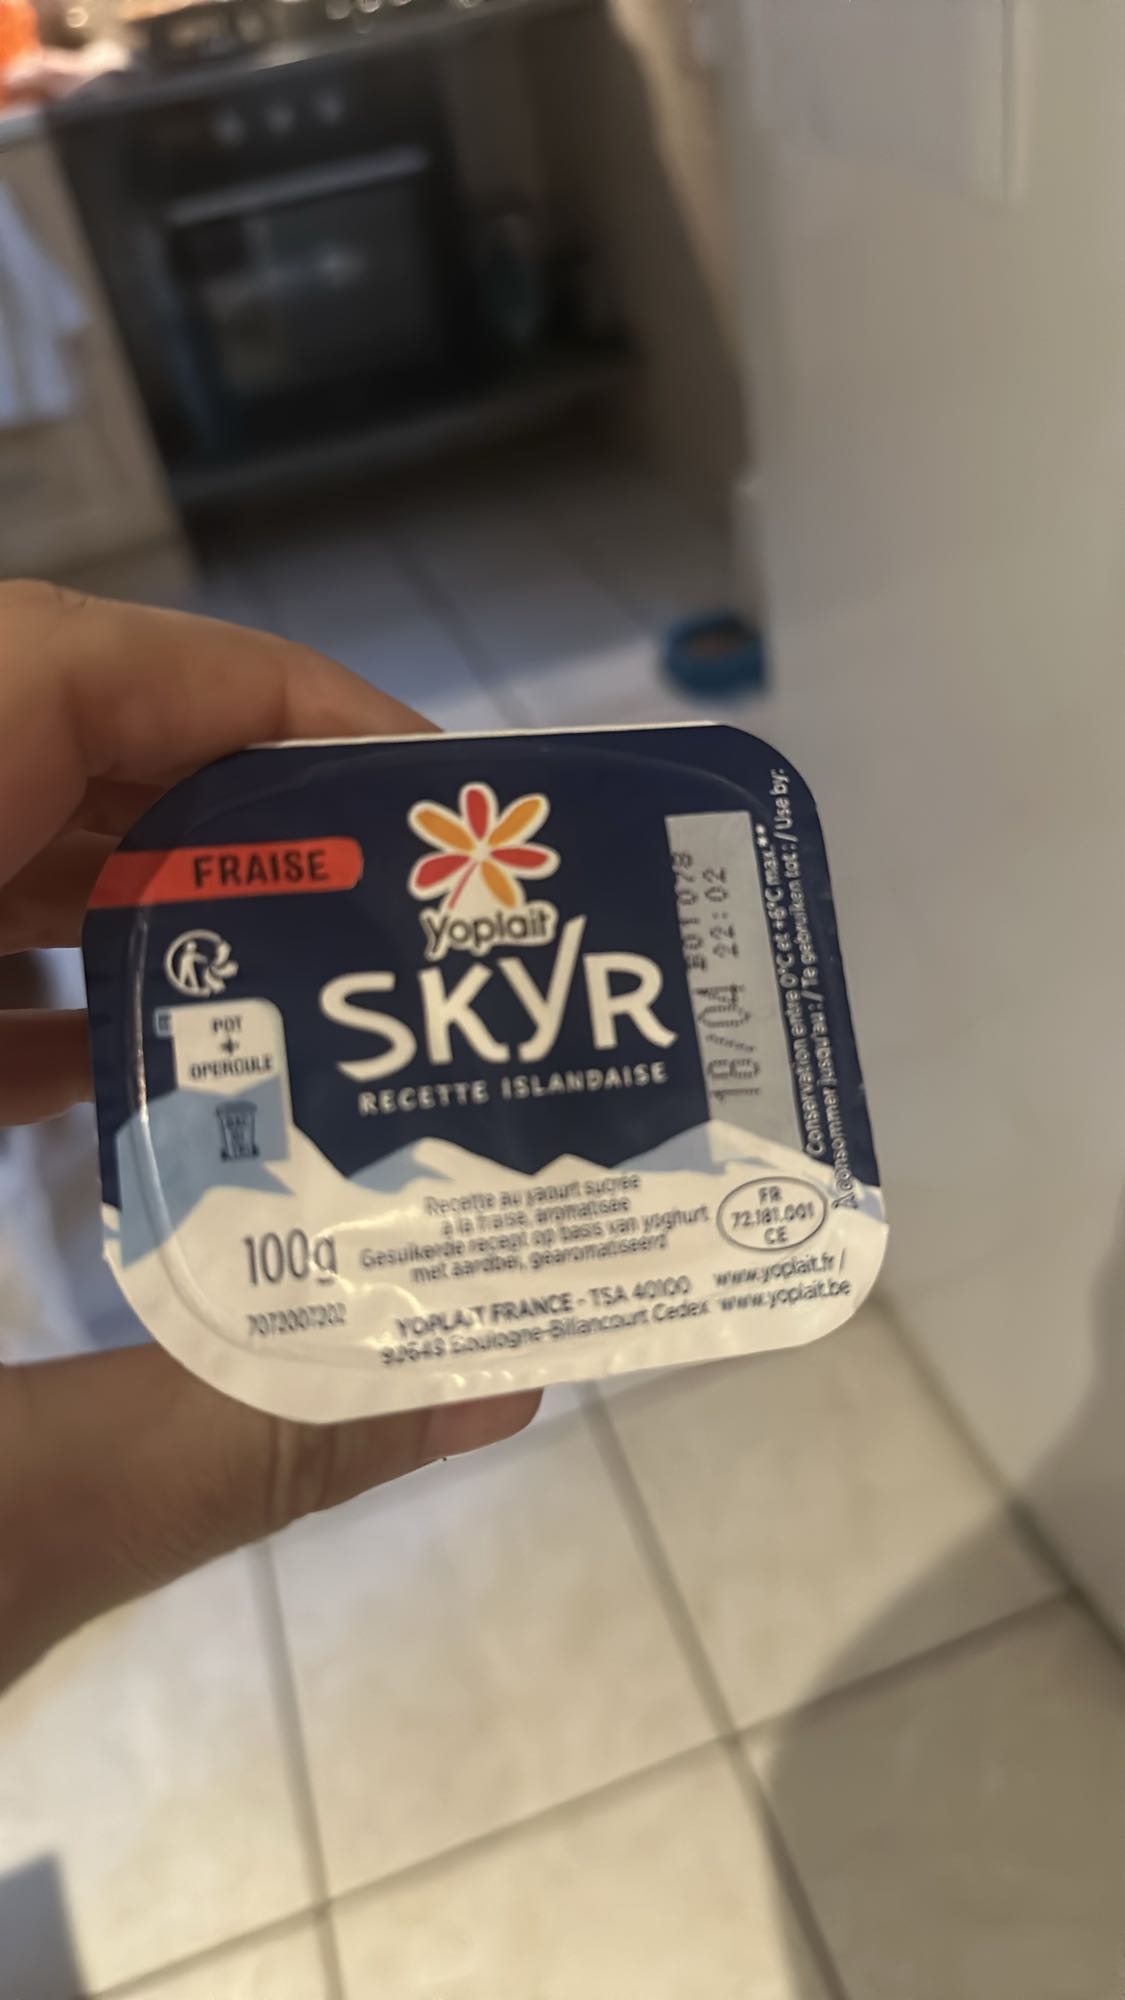 FRAISE
Yoplait
SKYR
RECETTE ISLANDAISE
POT
+
OPERCULE
100g
Recette au yaourt sucrée
à la fraise, aromatisée
Gesuikerde recept op basis van yoghurt
met aardbei, gearomatiseerd
YOPLAIT FRANCE - TSA 40100
Boulogne-Billancourt Cedex
www.yoplait.fr /
www.yoplait.be
FR
72.181.001
CE
18/04
22:02
Conservation entre 0°C et +6°C max.**
À consommer jusqu'au : / Te gebruiken tot : / Use by: